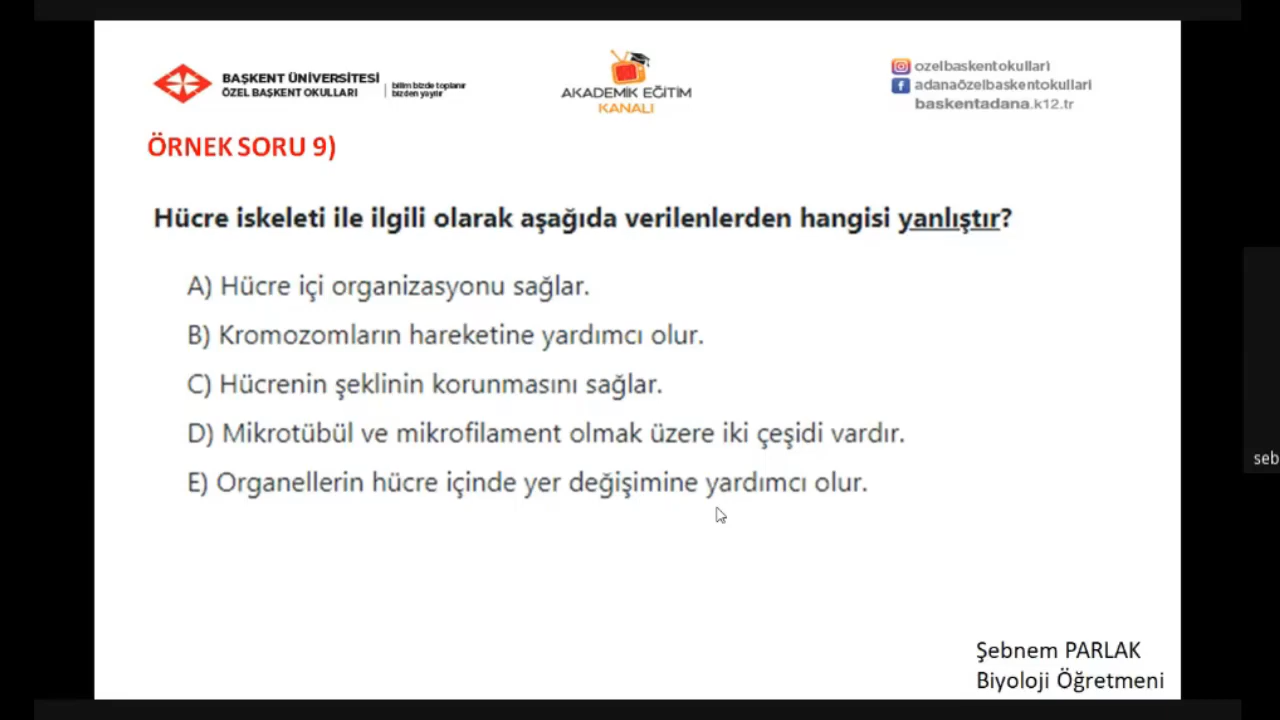 BAŞKENT ÜNİVERSİTESİ
ÖZEL BAŞKENT OKULLARI
bilim bizde toplanır
bizden yayılır
AKADEMİK EĞİTİM
KANALI
ozelbaskentokullari
adanaözelbaskentokullari
baskentadana.k12.tr
ÖRNEK SORU 9)
Hücre iskeleti ile ilgili olarak aşağıda verilenlerden hangisi yanlıştır?
A) Hücre içi organizasyonu sağlar.
B) Kromozomların hareketine yardımcı olur.
C) Hücrenin şeklinin korunmasını sağlar.
D) Mikrotübül ve mikrofilament olmak üzere iki çeşidi vardır.
E) Organellerin hücre içinde yer değişimine yardımcı olur.
seb
Şebnem PARLAK
Biyoloji Öğretmeni